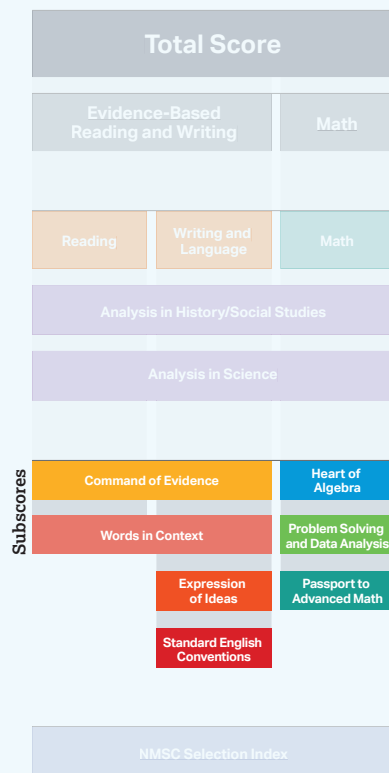 Total Score
Evidence-Based
Reading and Writing
Math
Reading
Writing and
Language
Math
Analysis in History/Social Studies
Analysis in Science
Subscores
Command of Evidence
Heart of
Algebra
Words in Context
Problem Solving
and Data Analysis
Expression
of Ideas
Passport to
Advanced Math
Standard English
Conventions
NMSC Selection Index